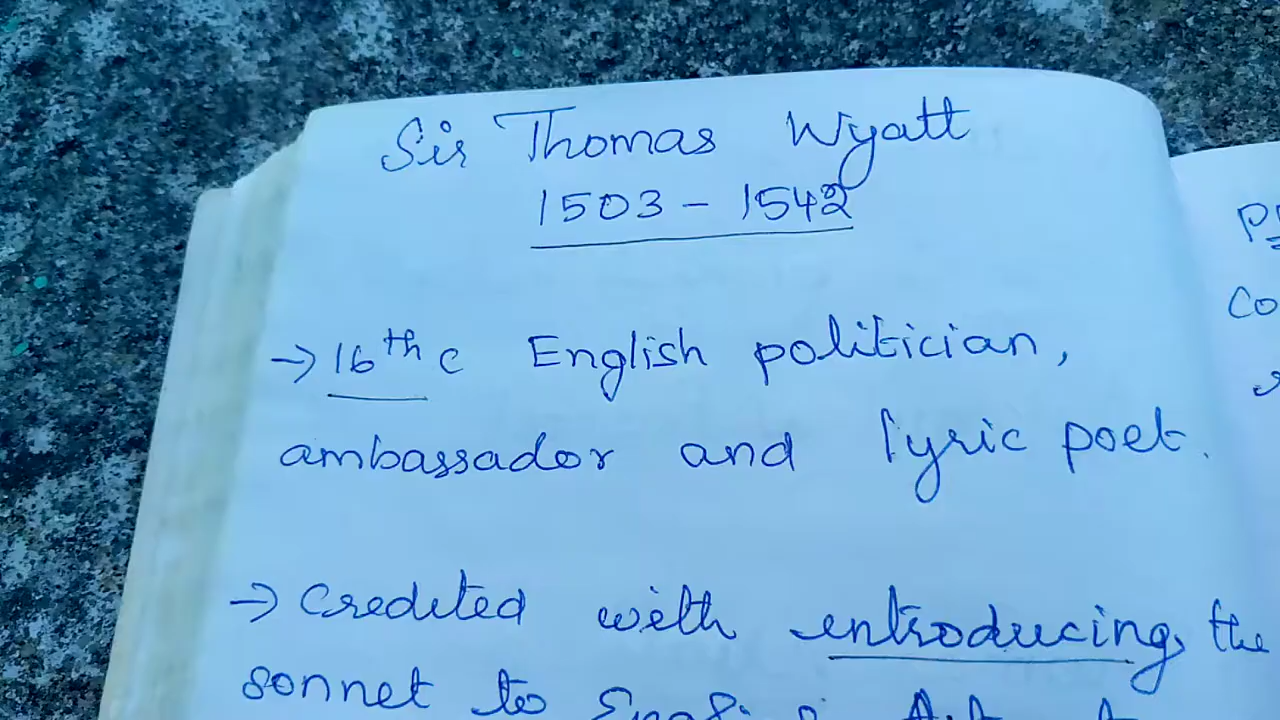 Sir Thomas Wyatt
1503 - 1542
→ 16th c English politician,
ambassador and lyric poet.
→ Credited with introducing the
sonnet to